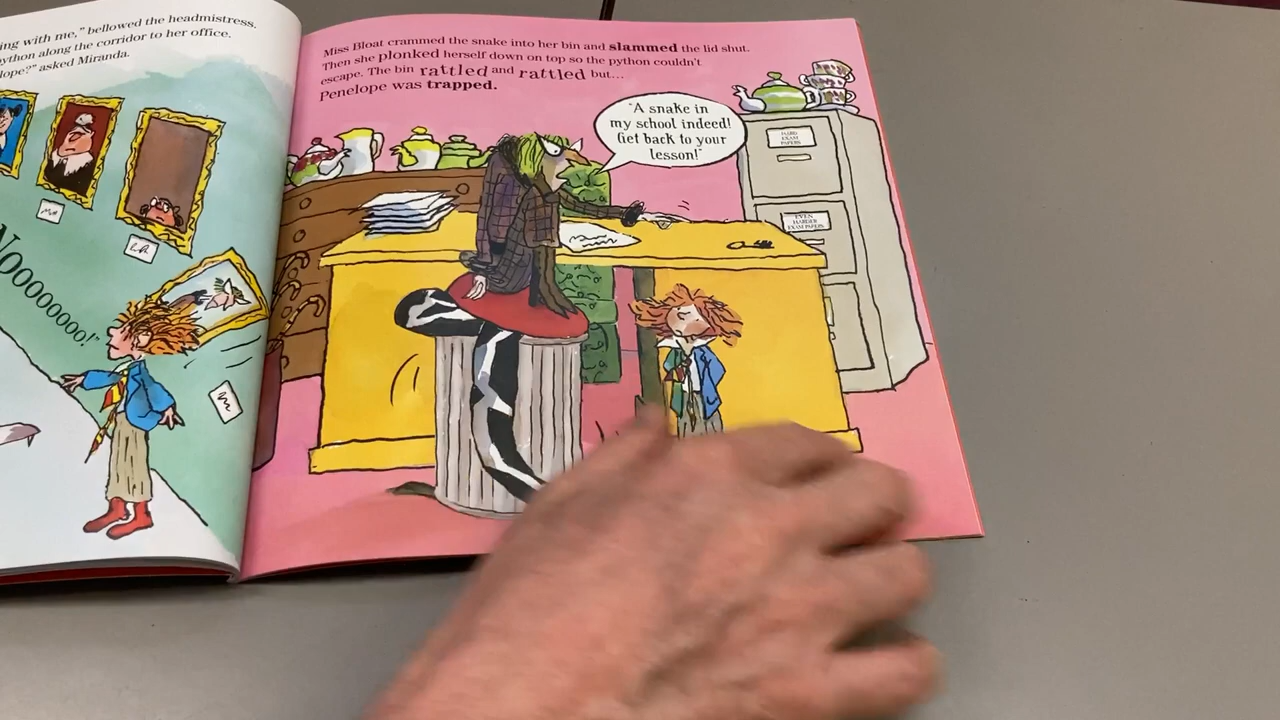 ing with me," bellowed the headmistress.
ython along the corridor to her office.
lope?" asked Miranda.
Nooooooooo!"
Miss Bloat crammed the snake into her bin and slammed the lid shut.
Then she plonked herself down on top so the python couldn't
escape. The bin rattled and rattled but...
Penelope was trapped.
"A snake in
my school indeed!
Get back to your
lesson!"
HARD
EXAM
PAPERS
EVEN
HARDER
EXAM PAPERS